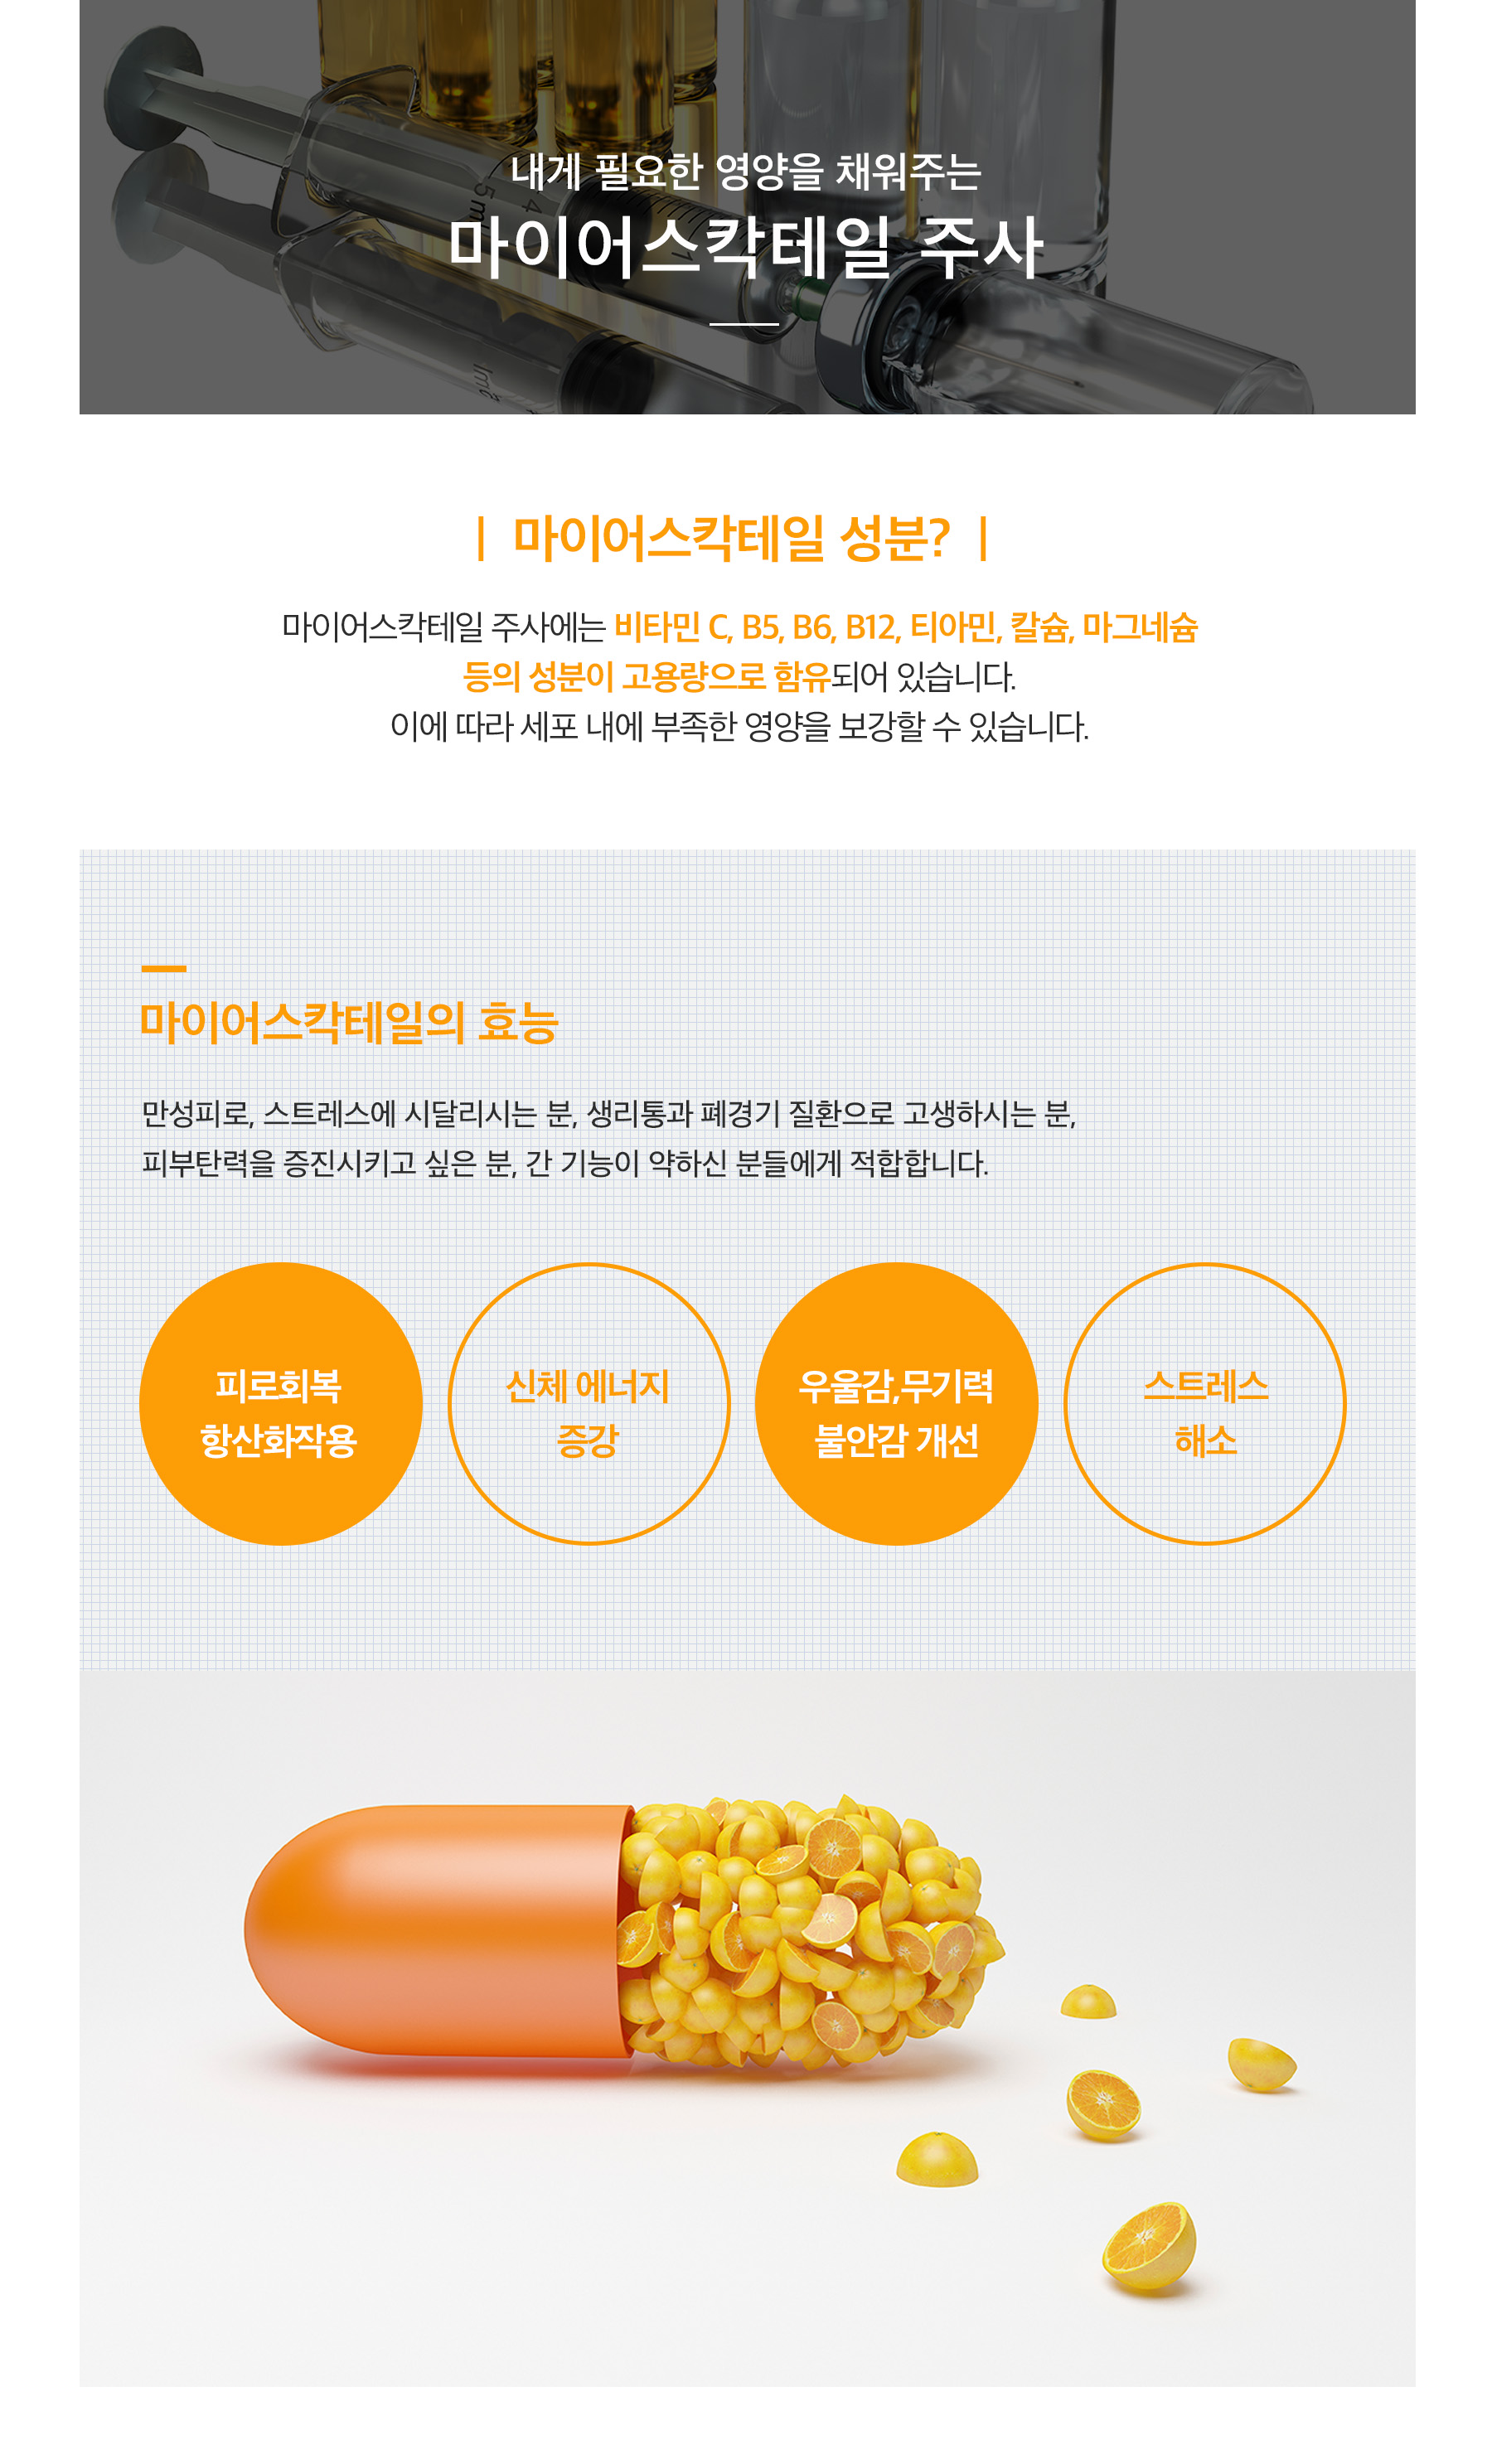 내게 필요한 영양을 채워주는
마이어스칵테일 주사
| 마이어스칵테일 성분? |
마이어스칵테일 주사에는 비타민 C, B5, B6, B12, 티아민, 칼슘, 마그네슘
등의 성분이 고용량으로 함유되어 있습니다.
이에 따라 세포 내에 부족한 영양을 보강할 수 있습니다.
마이어스칵테일의 효능
만성피로, 스트레스에 시달리시는 분, 생리통과 폐경기 질환으로 고생하시는 분,
피부탄력을 증진시키고 싶은 분, 간 기능이 약하신 분들에게 적합합니다.
피로회복
항산화작용
신체 에너지
증강
우울감,무기력
불안감 개선
스트레스
해소